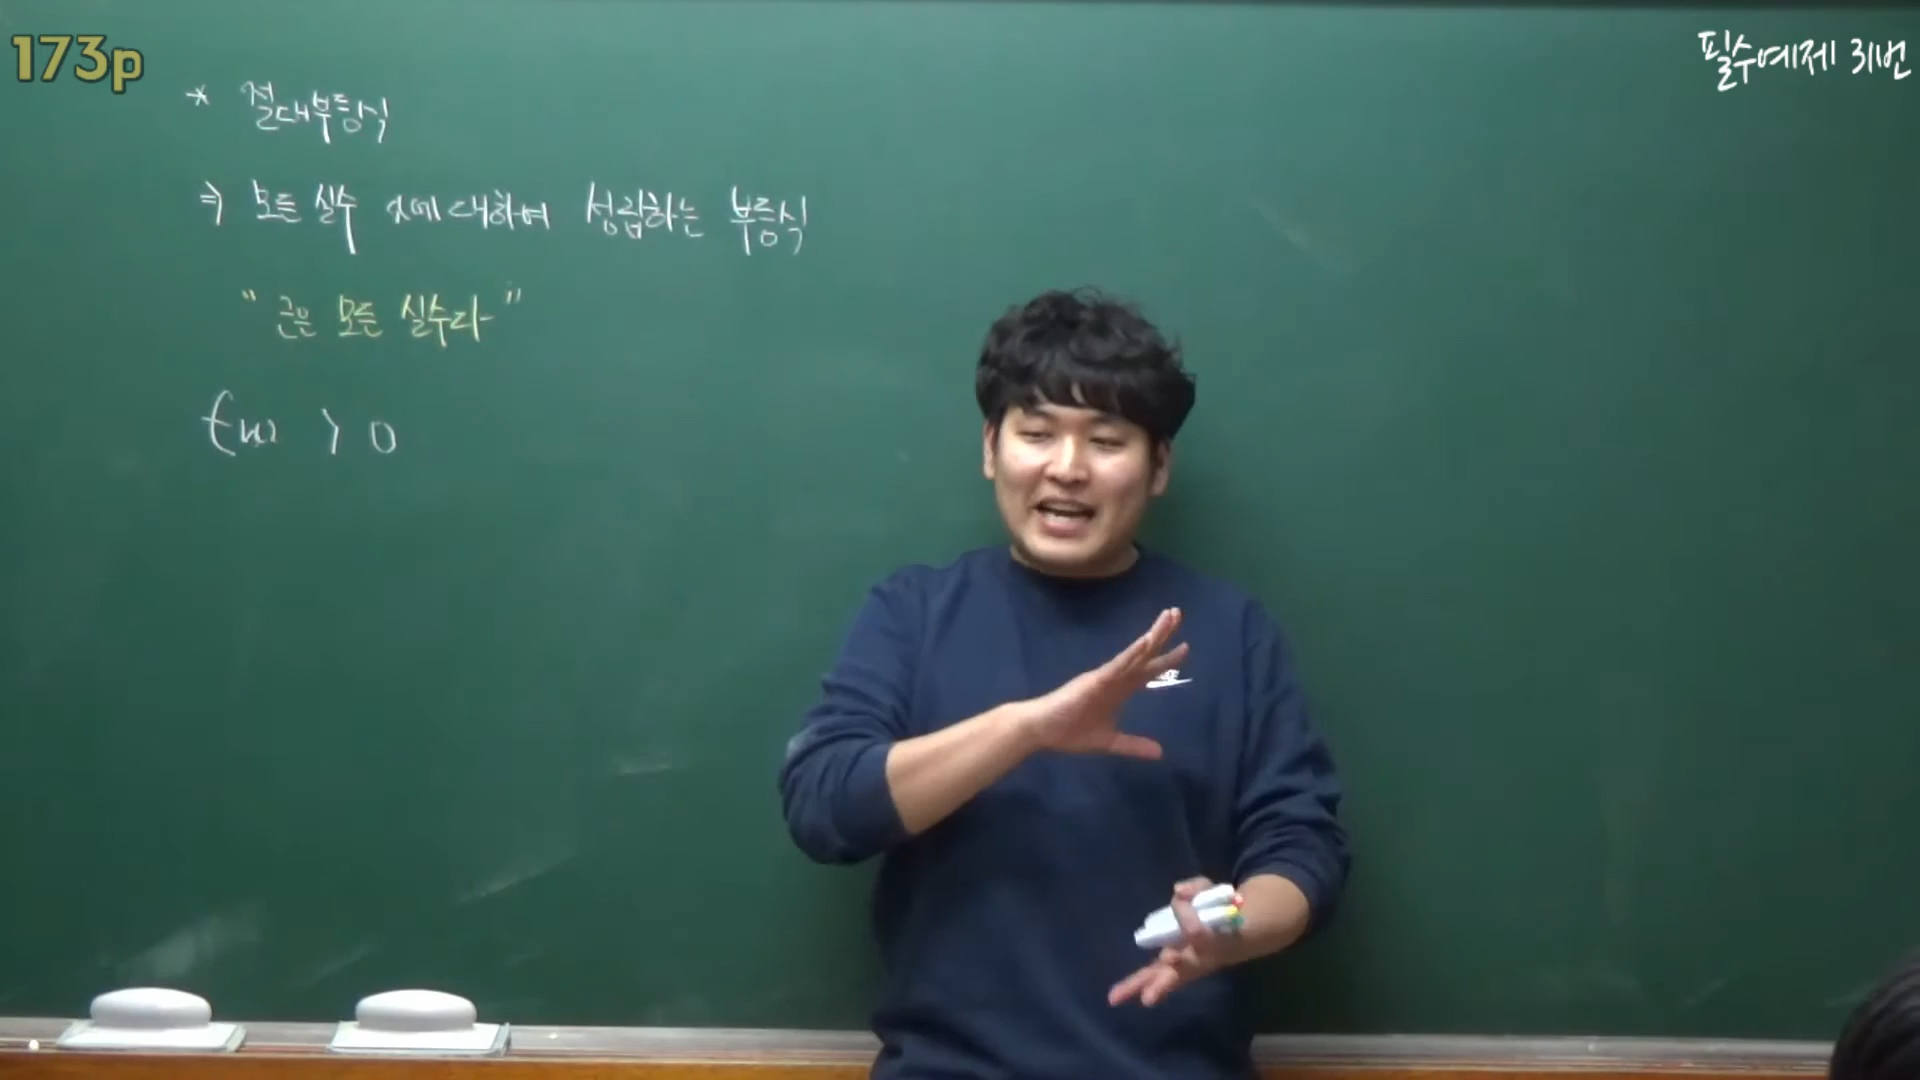 173p
필수예제 31번
* 절대부등식
⇒ 모든 실수 x에 대하여 성립하는 부등식
" 근은 모든 실수다 "
f(x) > 0